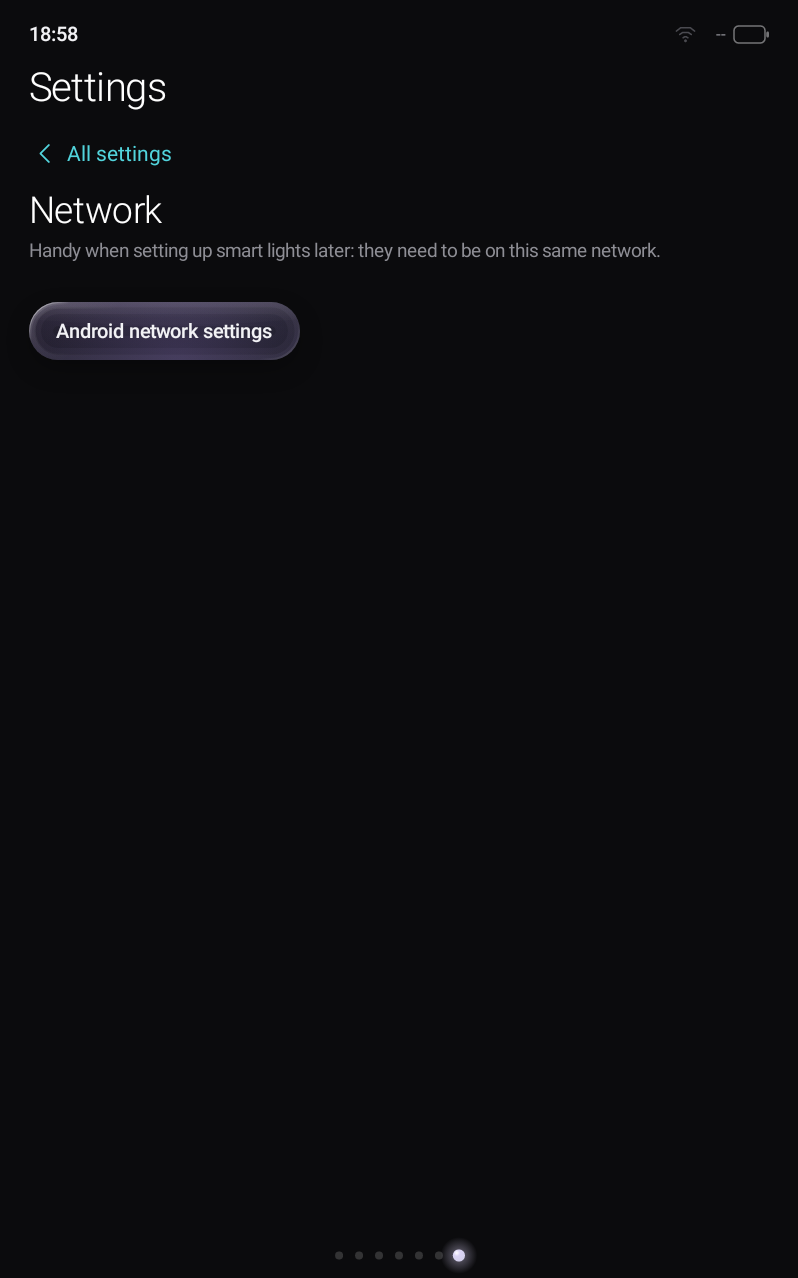 18:58
--
Settings
All settings
Network
Handy when setting up smart lights later: they need to be on this same network.
Android network settings